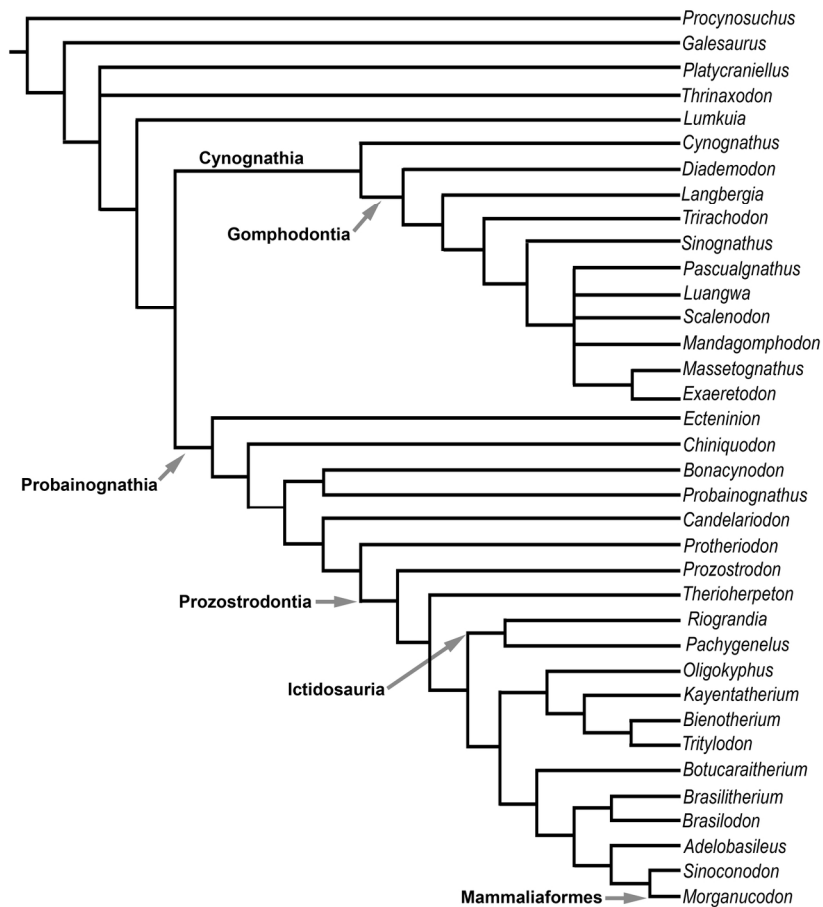 Procynosuchus
Galesaurus
Platycraniellus
Thrinaxodon
Lumkuia
Cynognathia
Cynognathus
Diademodon
Langbergia
Gomphodontia
Trirachodon
Sinognathus
Pascualgnathus
Luangwa
Scalenodon
Mandagomphodon
Massetognathus
Exaeretodon
Ecteninion
Chiniquodon
Probainognathia
Bonacynodon
Probainognathus
Candelariodon
Protheriodon
Prozostrodon
Prozostrodontia
Therioherpeton
Riograndia
Pachygenelus
Ictidosauria
Oligokyphus
Kayentatherium
Bienotherium
Tritylodon
Botucaraitherium
Brasilitherium
Brasilodon
Adelobasileus
Sinoconodon
Mammaliaformes
Morganucodon